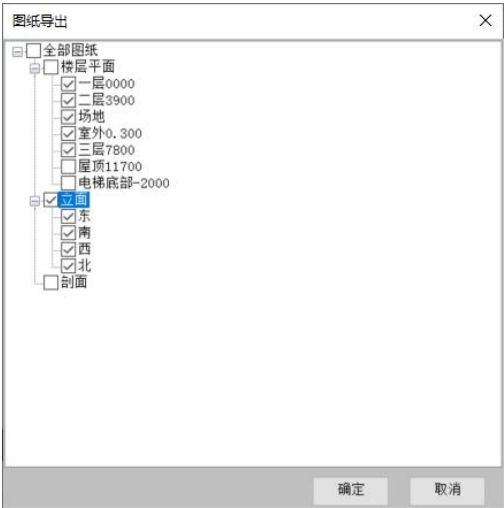 图纸导出
全部图纸
楼层平面
一层0000
二层3900
场地
室外0.300
三层7800
屋顶11700
电梯底部-2000
立面
东
南
西
北
剖面
确定
取消